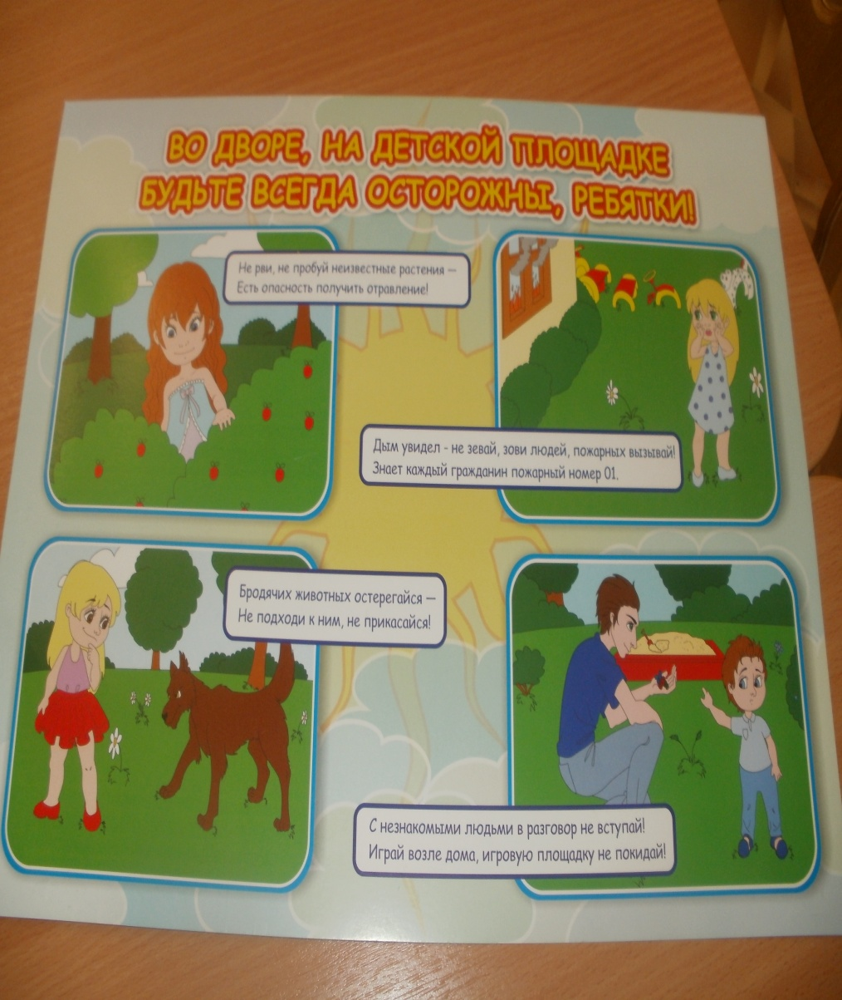 ВО ДВОРЕ, НА ДЕТСКОЙ ПЛОЩАДКЕ
БУДЬТЕ ВСЕГДА ОСТОРОЖНЫ, РЕБЯТКИ!
Не рви, не пробуй неизвестные растения –
Есть опасность получить отравление!
Дым увидел - не зевай, зови людей, пожарных вызывай!
Знает каждый гражданин пожарный номер 01.
Бродячих животных остерегайся –
Не подходи к ним, не прикасайся!
С незнакомыми людьми в разговор не вступай!
Играй возле дома, игровую площадку не покидай!